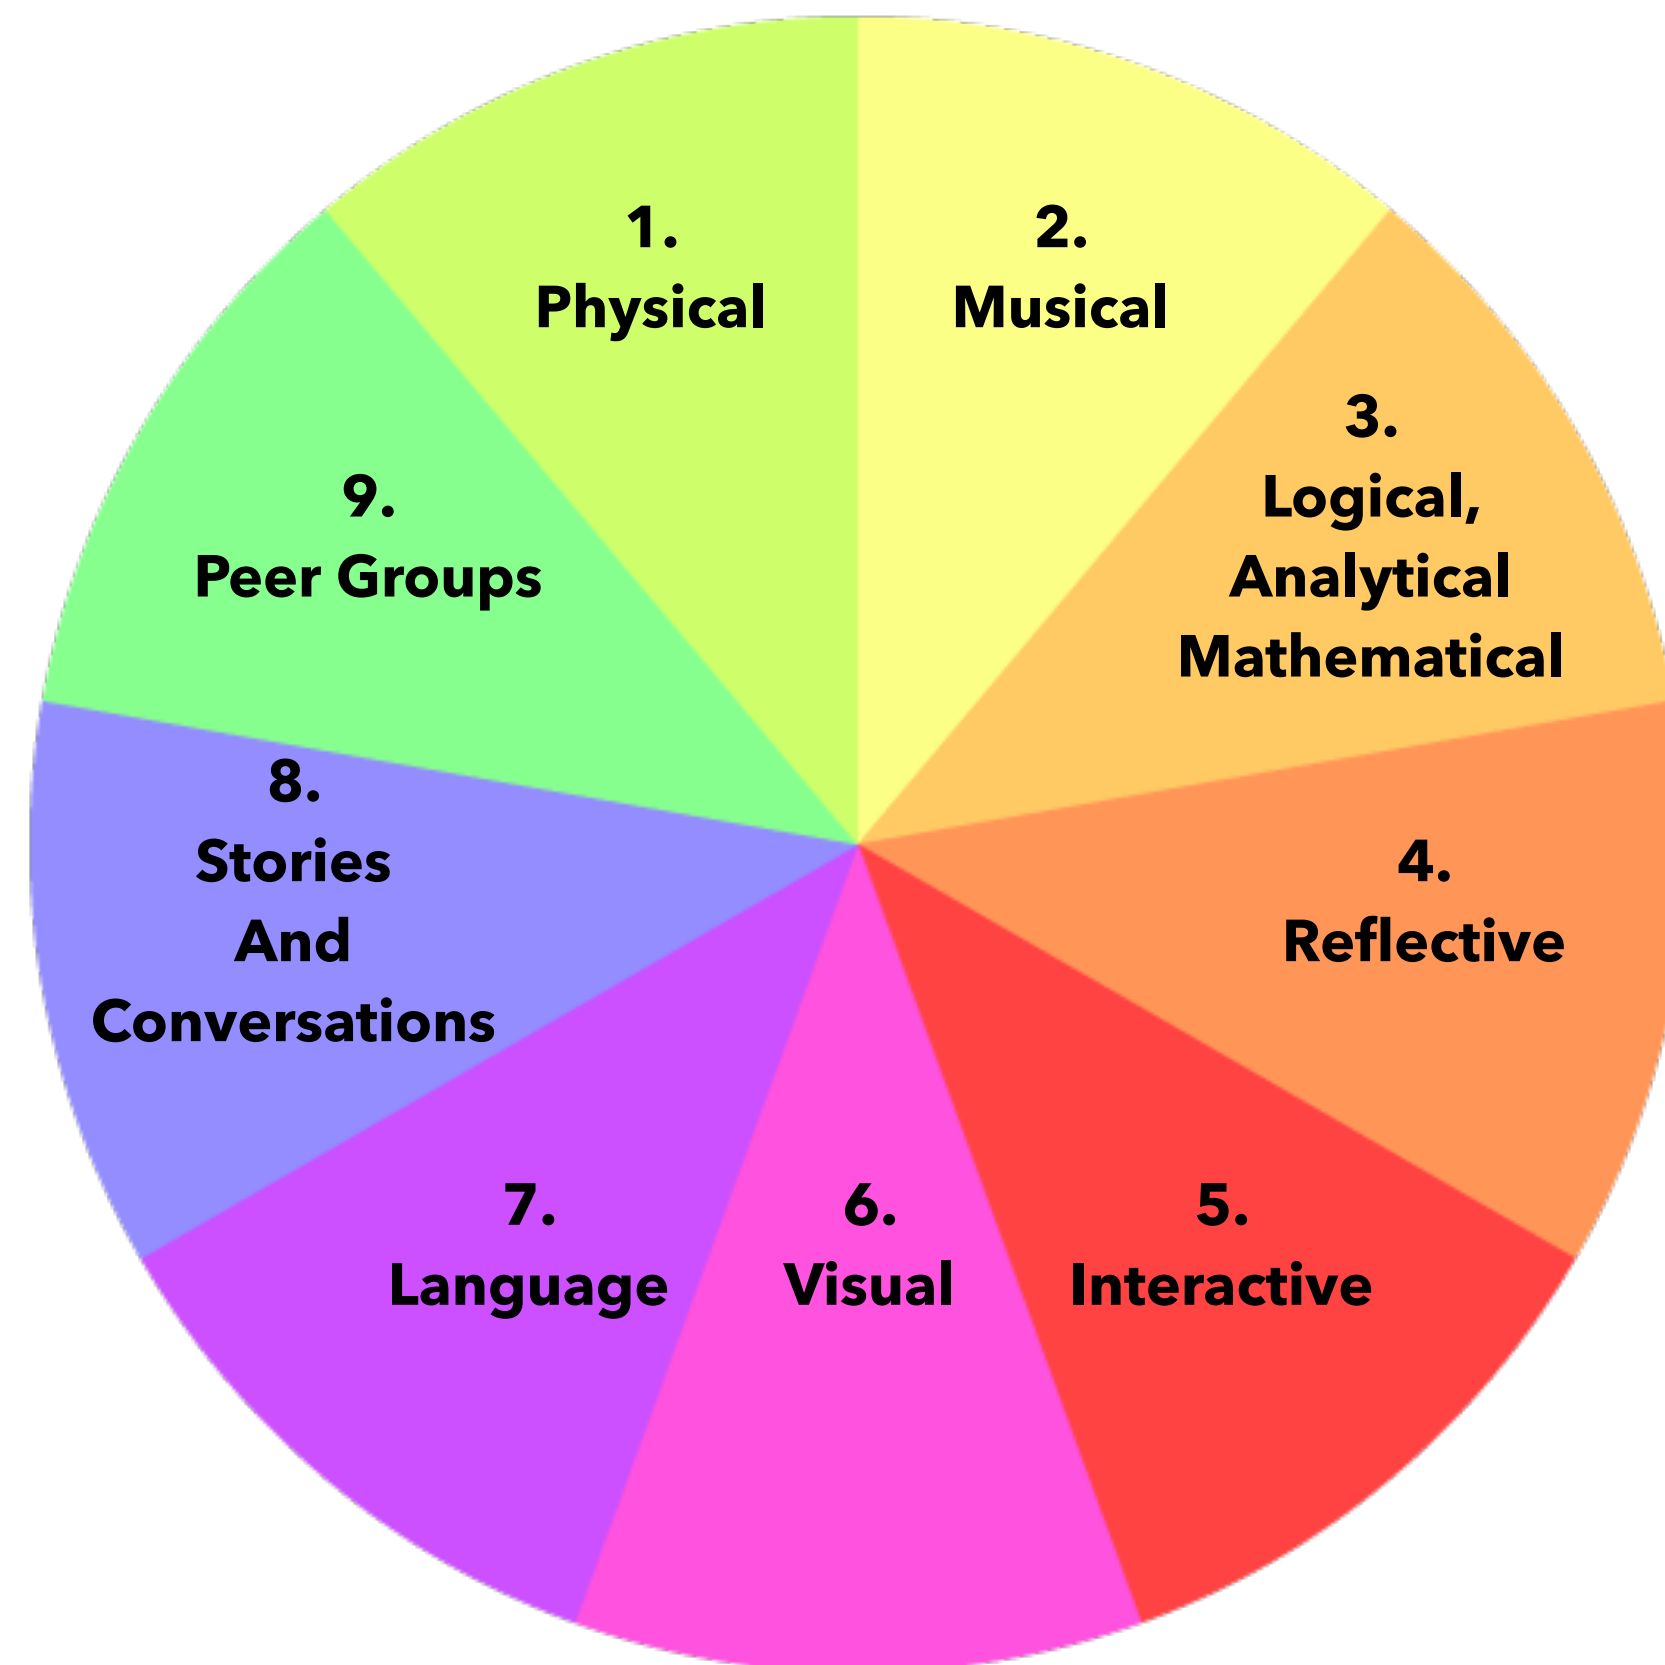 1.
Physical
2.
Musical
3.
Logical,
Analytical
Mathematical
4.
Reflective
5.
Interactive
6.
Visual
7.
Language
8.
Stories
And
Conversations
9.
Peer Groups